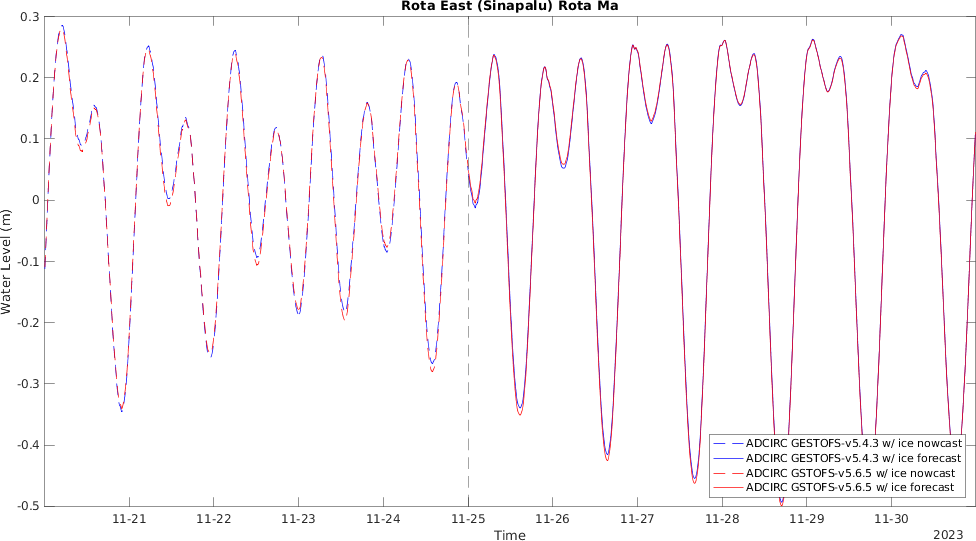 Rota East (Sinapalu) Rota Ma
0.3
0.2
0.1
0
-0.1
-0.2
-0.3
-0.4
-0.5
Water Level (m)
ADCIRC GESTOFS-v5.4.3 w/ ice nowcast
ADCIRC GESTOFS-v5.4.3 w/ ice forecast
ADCIRC GSTOFS-v5.6.5 w/ ice nowcast
ADCIRC GSTOFS-v5.6.5 w/ ice forecast
11-21 11-22 11-23 11-24 11-25 11-26 11-27 11-28 11-29 11-30
Time
2023